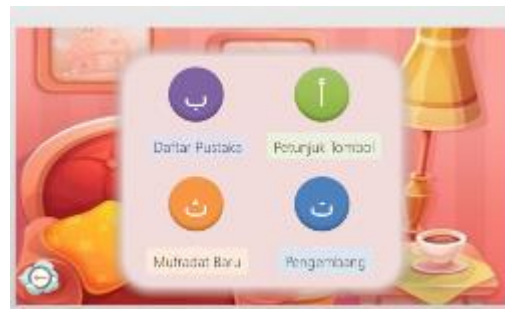 ب أ
Daftar Pustaka Petunjuk Tombol
ث ت
Mufradat Baru Pengembang